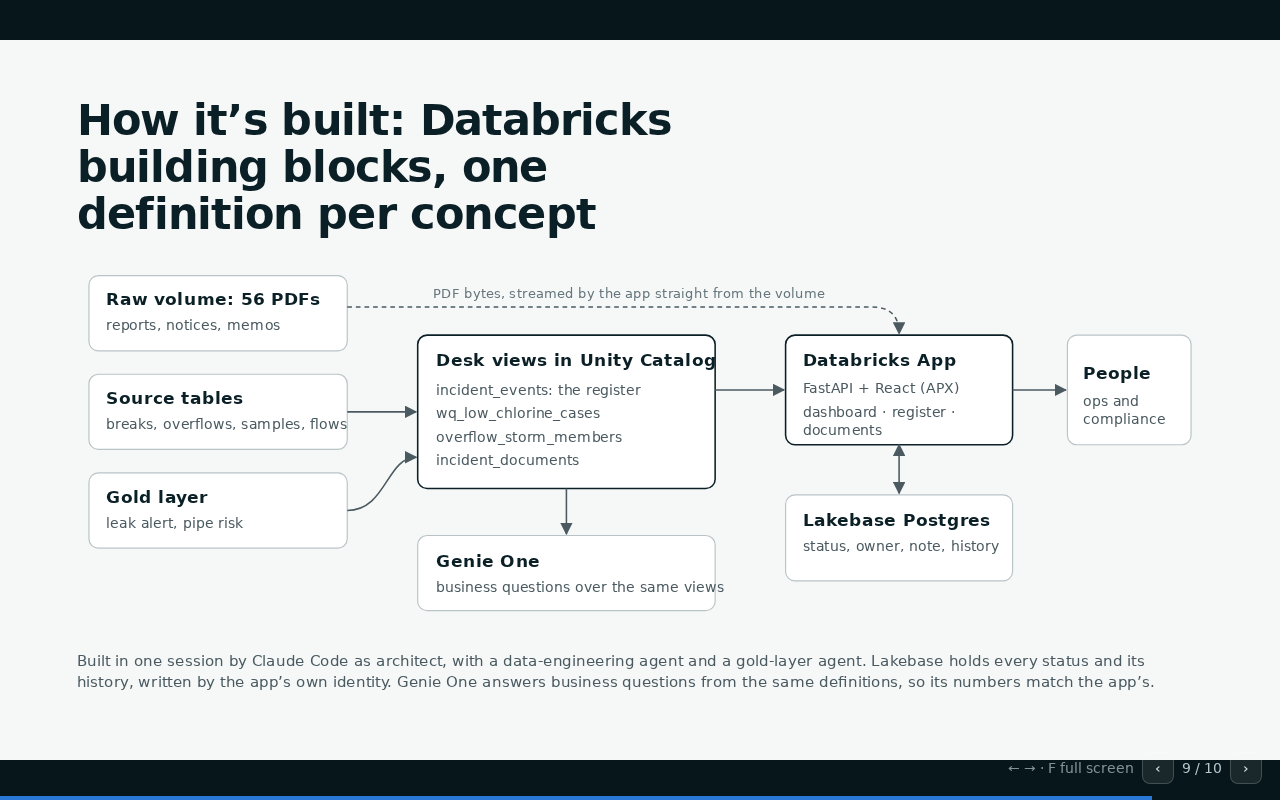 How it’s built: Databricks
building blocks, one
definition per concept
Raw volume: 56 PDFs
reports, notices, memos
PDF bytes, streamed by the app straight from the volume
Source tables
breaks, overflows, samples, flows
Gold layer
leak alert, pipe risk
Desk views in Unity Catalog
incident_events: the register
wq_low_chlorine_cases
overflow_storm_members
incident_documents
Genie One
business questions over the same views
Databricks App
FastAPI + React (APX)
dashboard · register ·
documents
Lakebase Postgres
status, owner, note, history
People
ops and
compliance
Built in one session by Claude Code as architect, with a data-engineering agent and a gold-layer agent. Lakebase holds every status and its
history, written by the app’s own identity. Genie One answers business questions from the same definitions, so its numbers match the app’s.
← → · F full screen ‹ 9 / 10 ›